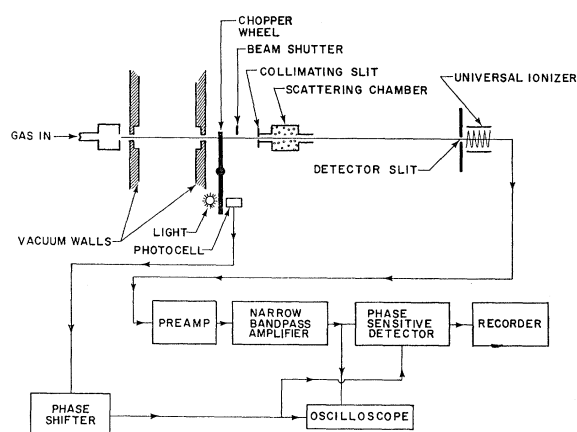 CHOPPER
WHEEL
BEAM SHUTTER
COLLIMATING SLIT
SCATTERING CHAMBER
UNIVERSAL IONIZER
GAS IN
DETECTOR SLIT
LIGHT
PHOTOCELL
VACUUM WALLS
PREAMP
NARROW
BANDPASS
AMPLIFIER
PHASE
SENSITIVE
DETECTOR
RECORDER
PHASE
SHIFTER
OSCILLOSCOPE